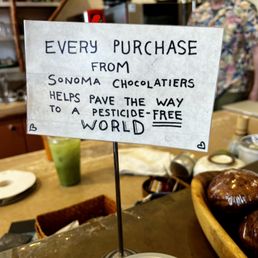 EVERY PURCHASE
FROM
SONOMA CHOCOLATIERS
HELPS PAVE THE WAY
TO A PESTICIDE-FREE
WORLD